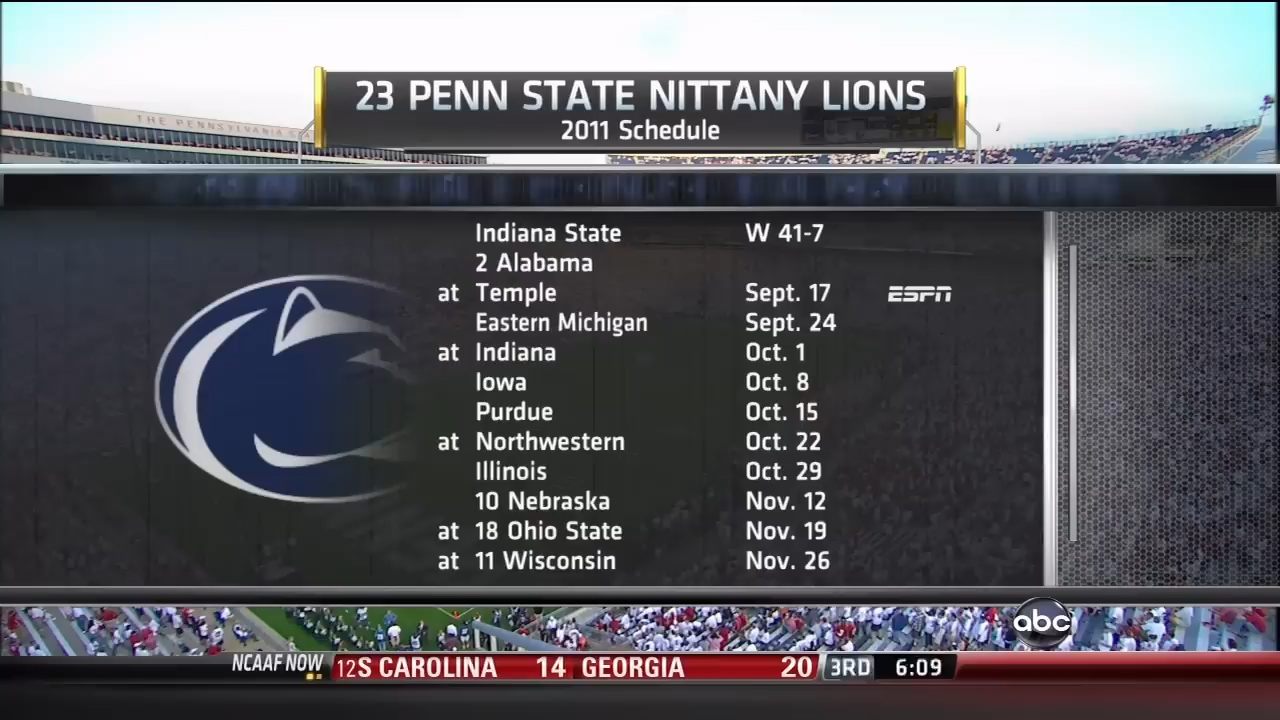 23 PENN STATE NITTANY LIONS
2011 Schedule
THE PENNSYLVANIA STA
Indiana State W 41-7
2 Alabama
at Temple Sept. 17 ESPN
Eastern Michigan Sept. 24
at Indiana Oct. 1
Iowa Oct. 8
Purdue Oct. 15
at Northwestern Oct. 22
Illinois Oct. 29
10 Nebraska Nov. 12
at 18 Ohio State Nov. 19
at 11 Wisconsin Nov. 26
abc
NCAAF NOW 12 S CAROLINA 14 GEORGIA 20 3RD 6:09